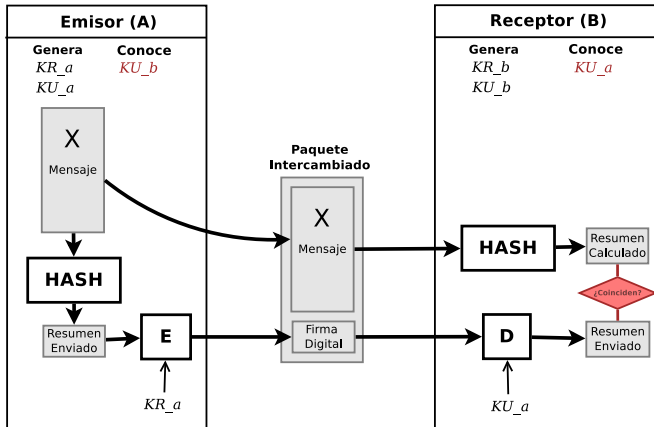 Emisor (A)
Genera
Conoce
KR_a
KU_b
KU_a
X
Mensaje
HASH
Resumen
Enviado
E
KR_a
Paquete
Intercambiado
X
Mensaje
Firma
Digital
Receptor (B)
Genera
Conoce
KR_b
KU_a
KU_b
HASH
Resumen
Calculado
¿Coinciden?
D
Resumen
Enviado
KU_a